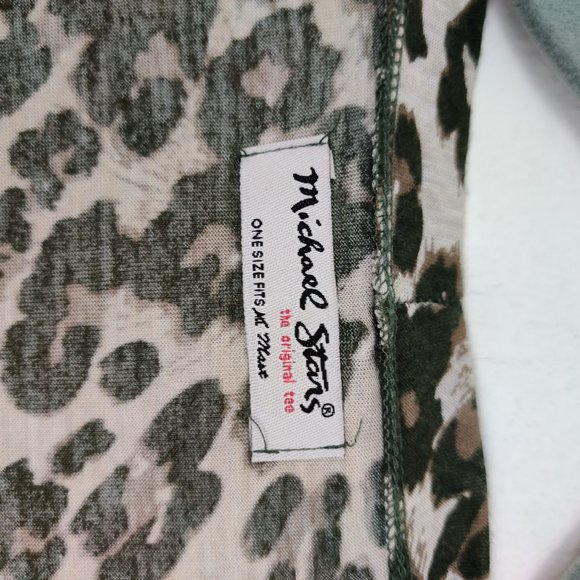 Michael Stars®
the original tee
ONE SIZE FITS Most